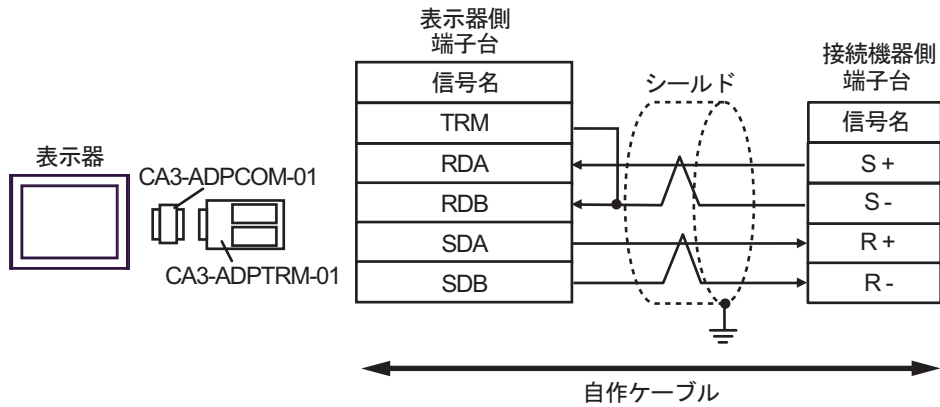 表示器側
端子台
信号名
TRM
RDA
RDB
SDA
SDB
シールド
接続機器側
端子台
信号名
S+
S-
R+
R-
表示器
CA3-ADPCOM-01
CA3-ADPTRM-01
自作ケーブル